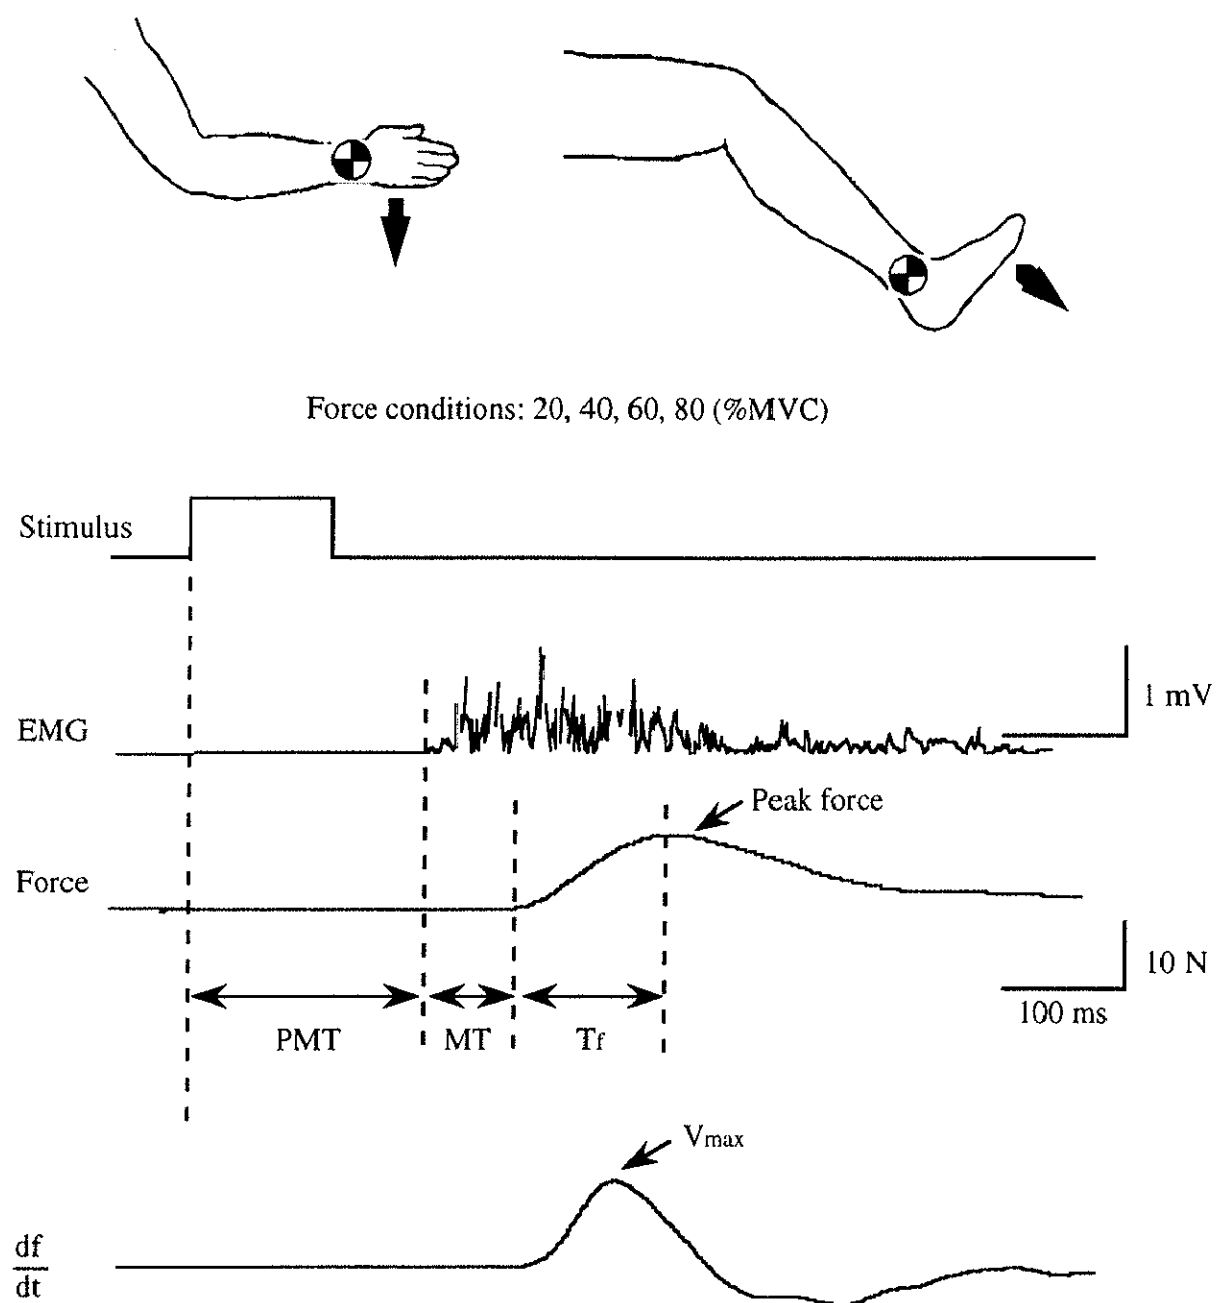 Force conditions: 20, 40, 60, 80 (%MVC)
Stimulus
EMG
1 mV
Peak force
Force
10 N
100 ms
PMT
MT
Tf
Vmax
df
dt